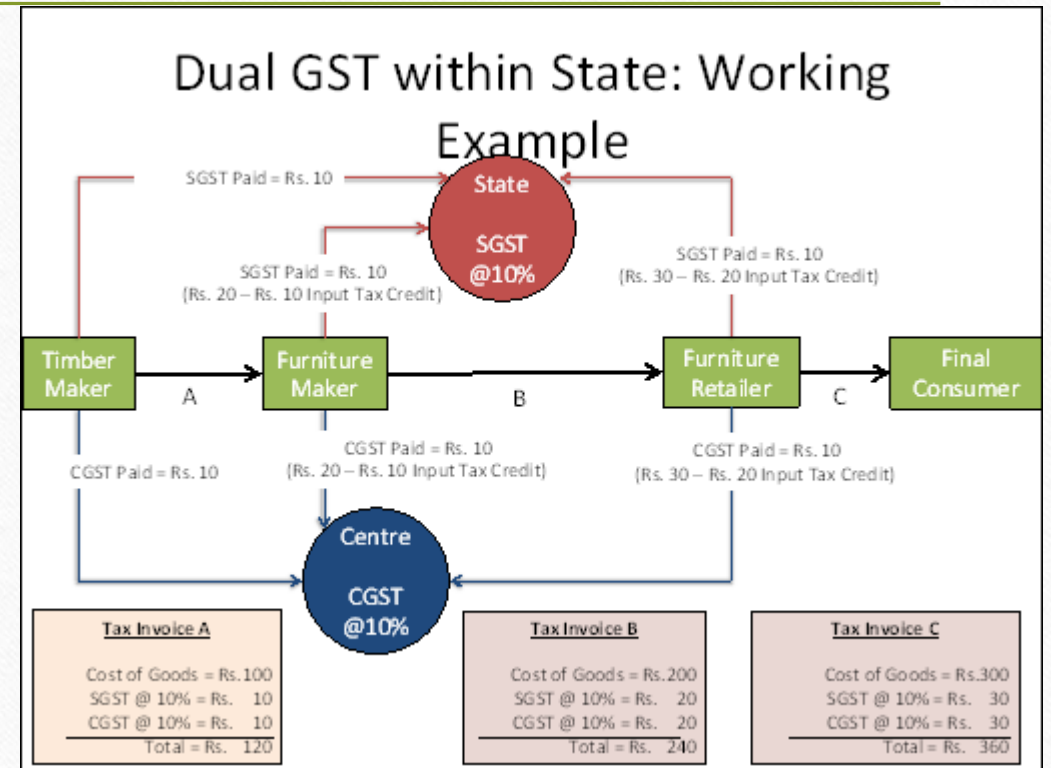 Dual GST within State: Working
Example
SGST Paid = Rs. 10
State
SGST
@10%
SGST Paid = Rs. 10
(Rs. 20 – Rs. 10 Input Tax Credit)
SGST Paid = Rs. 10
(Rs. 30 – Rs. 20 Input Tax Credit)
Timber
Maker
A
Furniture
Maker
B
Furniture
Retailer
C
Final
Consumer
CGST Paid = Rs. 10
CGST Paid = Rs. 10
(Rs. 20 – Rs. 10 Input Tax Credit)
CGST Paid = Rs. 10
(Rs. 30 – Rs. 20 Input Tax Credit)
Centre
CGST
@10%
Tax Invoice A
Cost of Goods = Rs.100
SGST @ 10% = Rs. 10
CGST @ 10% = Rs. 10
Total = Rs. 120
Tax Invoice B
Cost of Goods = Rs.200
SGST @ 10% = Rs. 20
CGST @ 10% = Rs. 20
Total = Rs. 240
Tax Invoice C
Cost of Goods = Rs.300
SGST @ 10% = Rs. 30
CGST @ 10% = Rs. 30
Total = Rs. 360